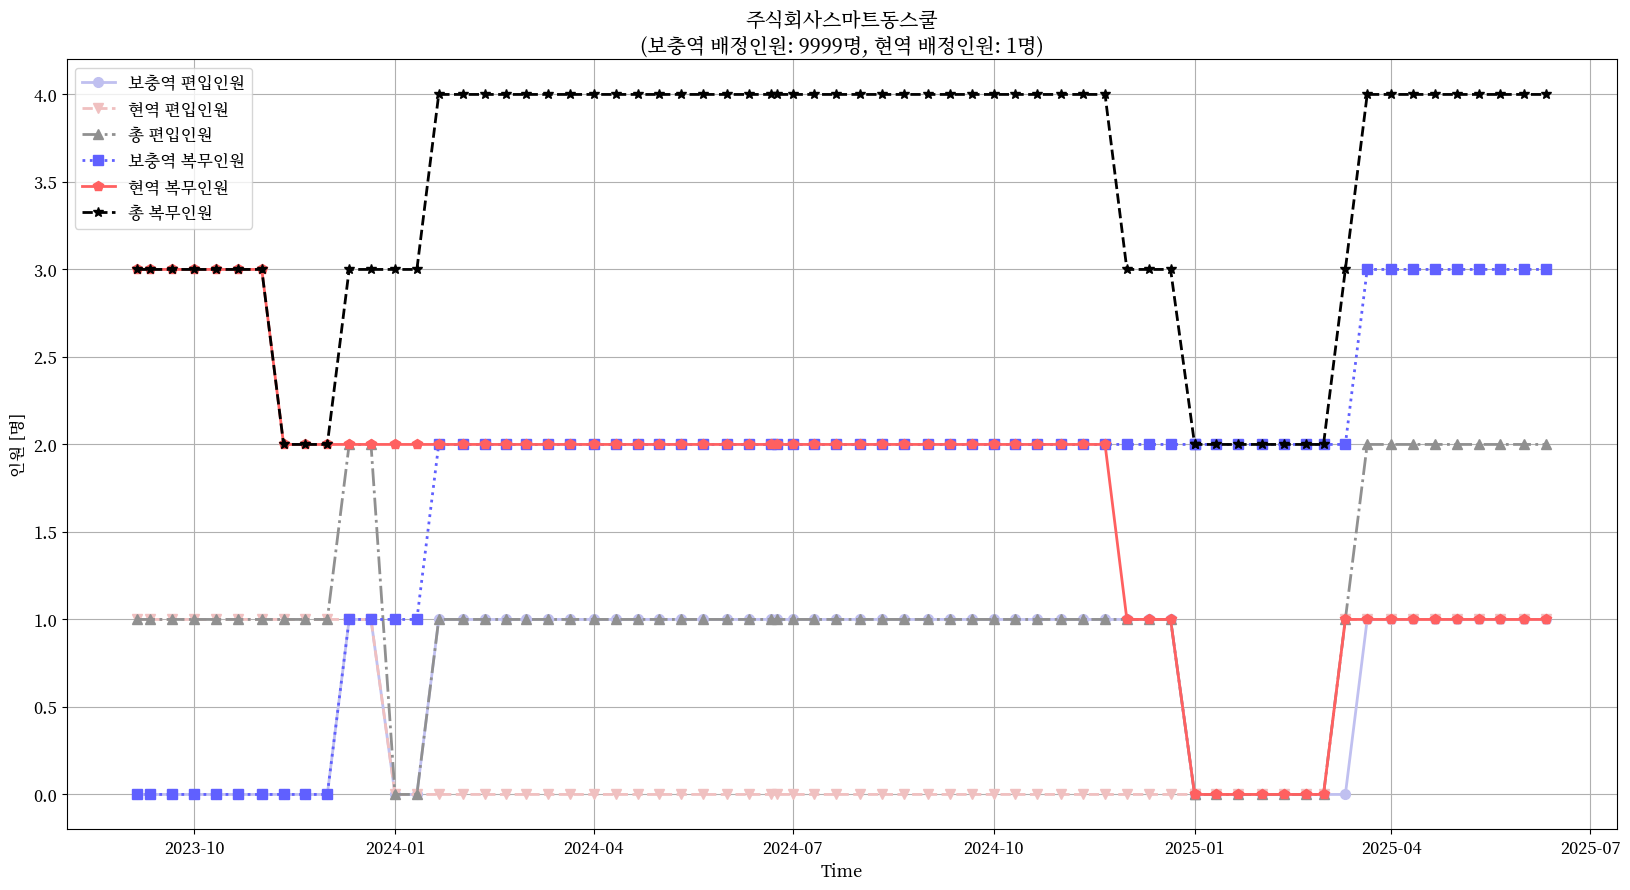 주식회사스마트동스쿨
(보충역 배정인원: 9999명, 현역 배정인원: 1명)
보충역 편입인원
현역 편입인원
총 편입인원
보충역 복무인원
현역 복무인원
총 복무인원
인원 [명]
4.0
3.5
3.0
2.5
2.0
1.5
1.0
0.5
0.0
2023-10
2024-01
2024-04
2024-07
2024-10
2025-01
2025-04
2025-07
Time